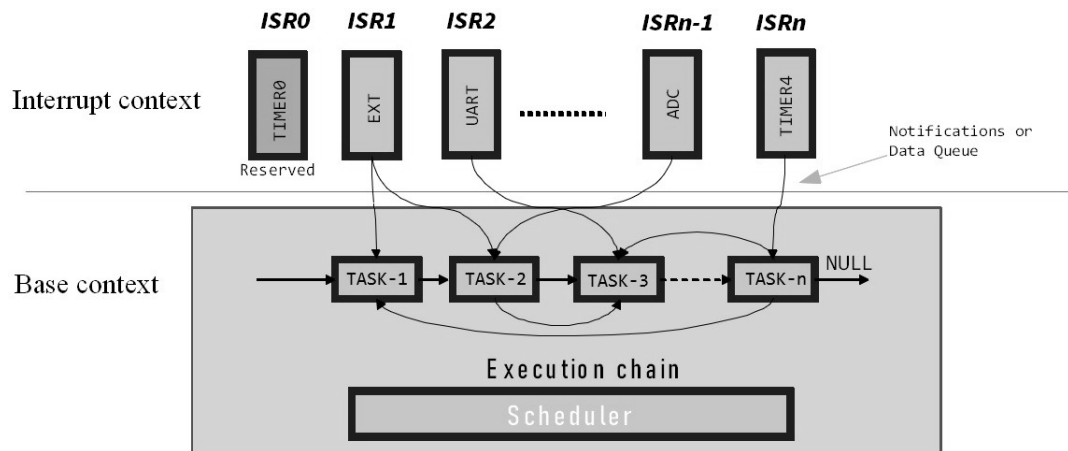 ISR0 ISR1 ISR2 ISRn-1 ISRn
Interrupt context
TIMER0
EXT
UART
ADC
TIMER4
Reserved
Notifications or
Data Queue
Base context
TASK-1
TASK-2
TASK-3
TASK-n
NULL
Execution chain
Scheduler